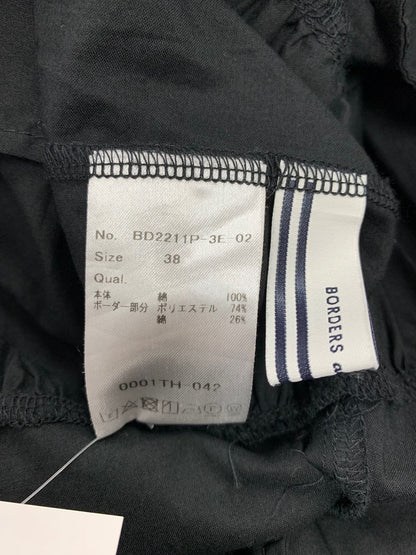 No. BD2211P-3E-02
Size 38
Qual.
本体 綿 100%
ボーダー部分 ポリエステル 74%
綿 26%
0001TH-042
BORDERS